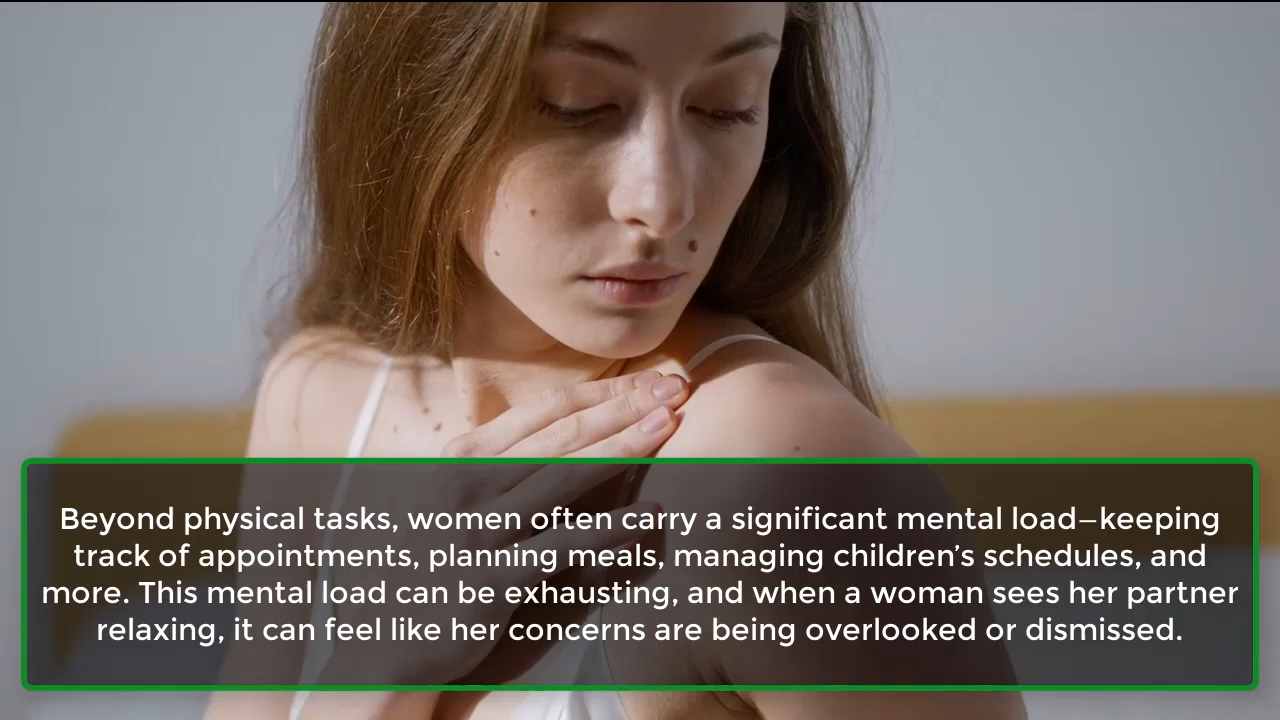 Beyond physical tasks, women often carry a significant mental load—keeping
track of appointments, planning meals, managing children’s schedules, and
more. This mental load can be exhausting, and when a woman sees her partner
relaxing, it can feel like her concerns are being overlooked or dismissed.